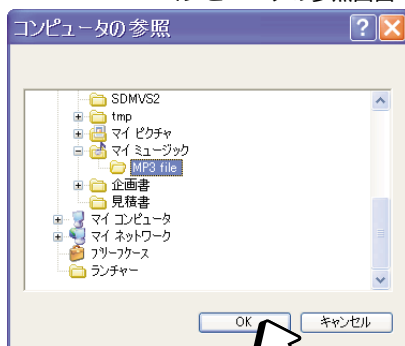 コンピュータの参照
SDMVS2
tmp
マイ ピクチャ
マイ ミュージック
MP3 file
企画書
見積書
マイ コンピュータ
マイ ネットワーク
ブリーフケース
ランチャー
OK
キャンセル